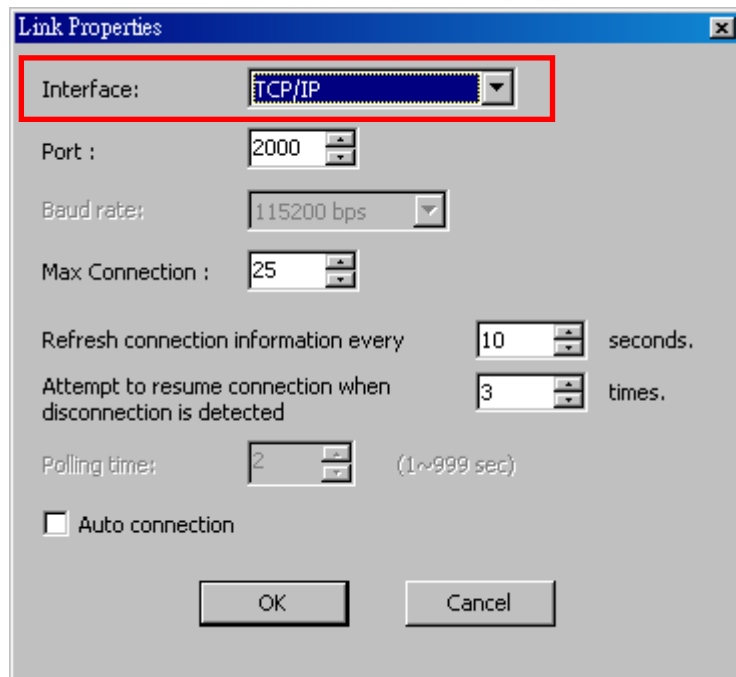 Link Properties
Interface: TCP/IP
Port : 2000
Baud rate: 115200 bps
Max Connection : 25
Refresh connection information every 10 seconds.
Attempt to resume connection when
disconnection is detected 3 times.
Polling time: 2 (1~999 sec)
Auto connection
OK Cancel